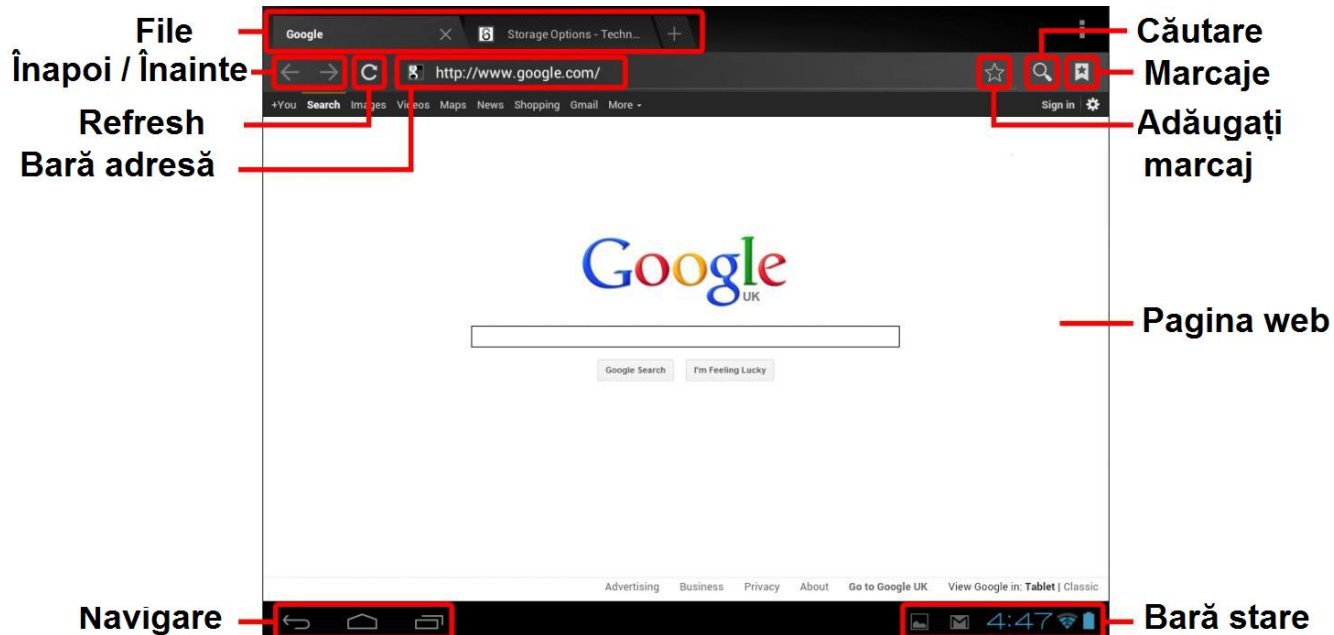 File
Înapoi / Înainte
Refresh
Bară adresă
Navigare
Google
Storage Options - Techn...
http://www.google.com/
+You Search Images Videos Maps News Shopping Gmail More
Sign in
Google
UK
Google Search I'm Feeling Lucky
Advertising Business Privacy About Go to Google UK View Google in: Tablet | Classic
4:47
Căutare
Marcaje
Adăugați
marcaj
Pagina web
Bară stare